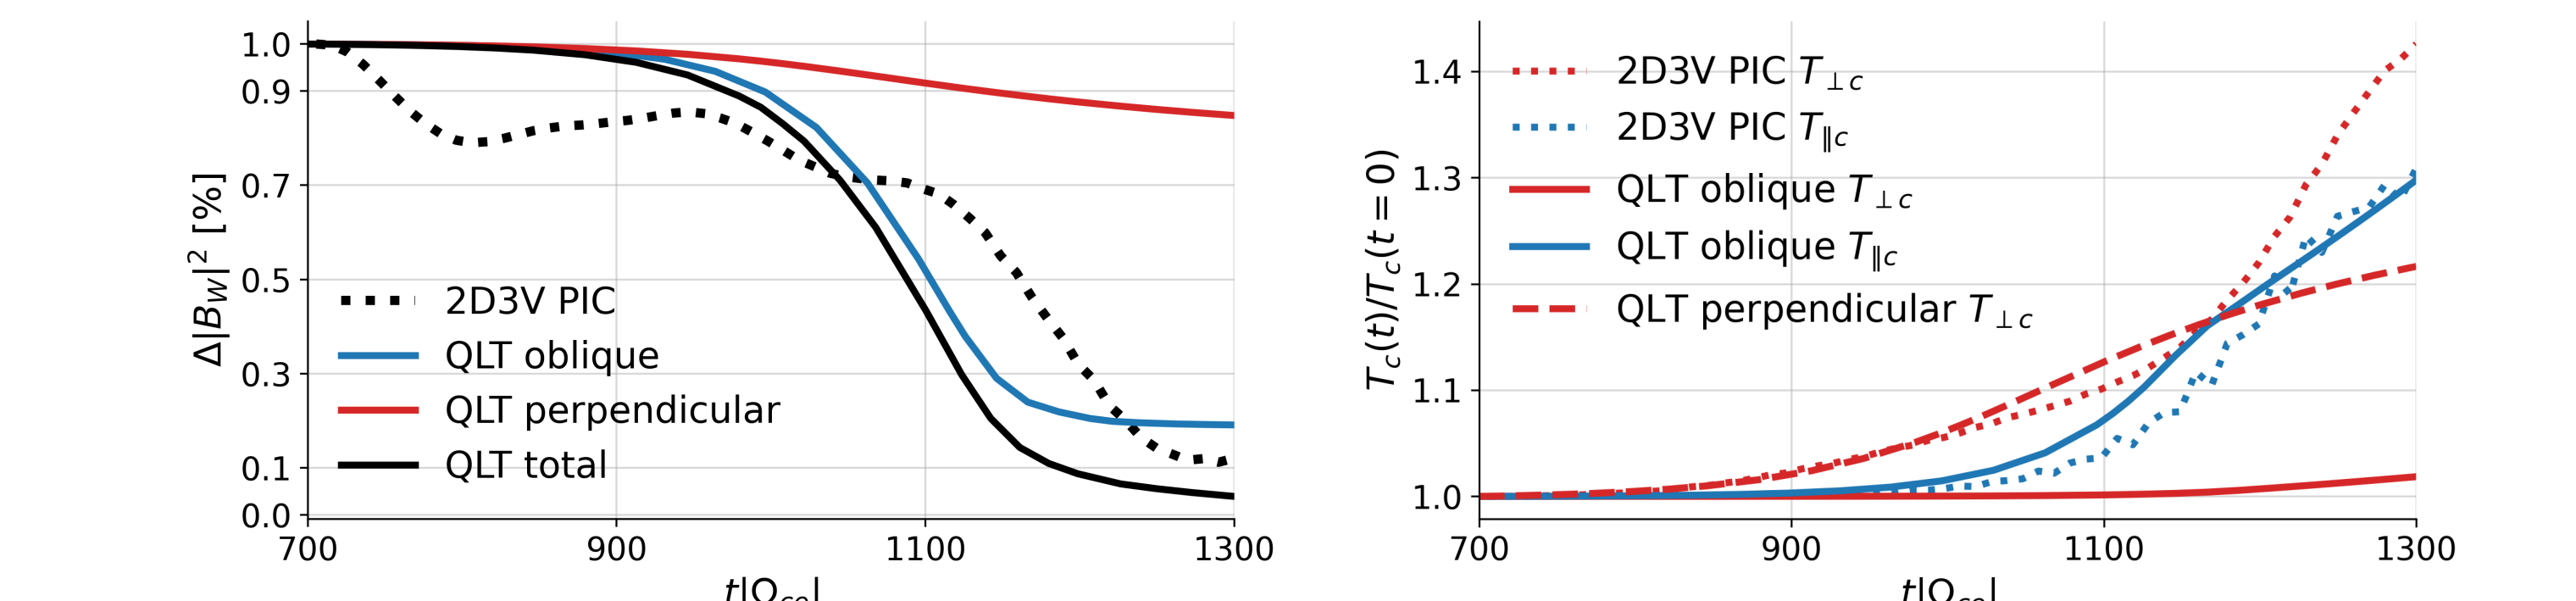 Δ|B_W|² [%]
1.0
0.9
0.7
0.5
0.3
0.1
0.0
2D3V PIC
QLT oblique
QLT perpendicular
QLT total
700 900 1100 1300
t|Ω_ce|
T_c(t)/T_c(t = 0)
1.4
1.3
1.2
1.1
1.0
2D3V PIC T_⊥c
2D3V PIC T_∥c
QLT oblique T_⊥c
QLT oblique T_∥c
QLT perpendicular T_⊥c
700 900 1100 1300
t|Ω_ce|